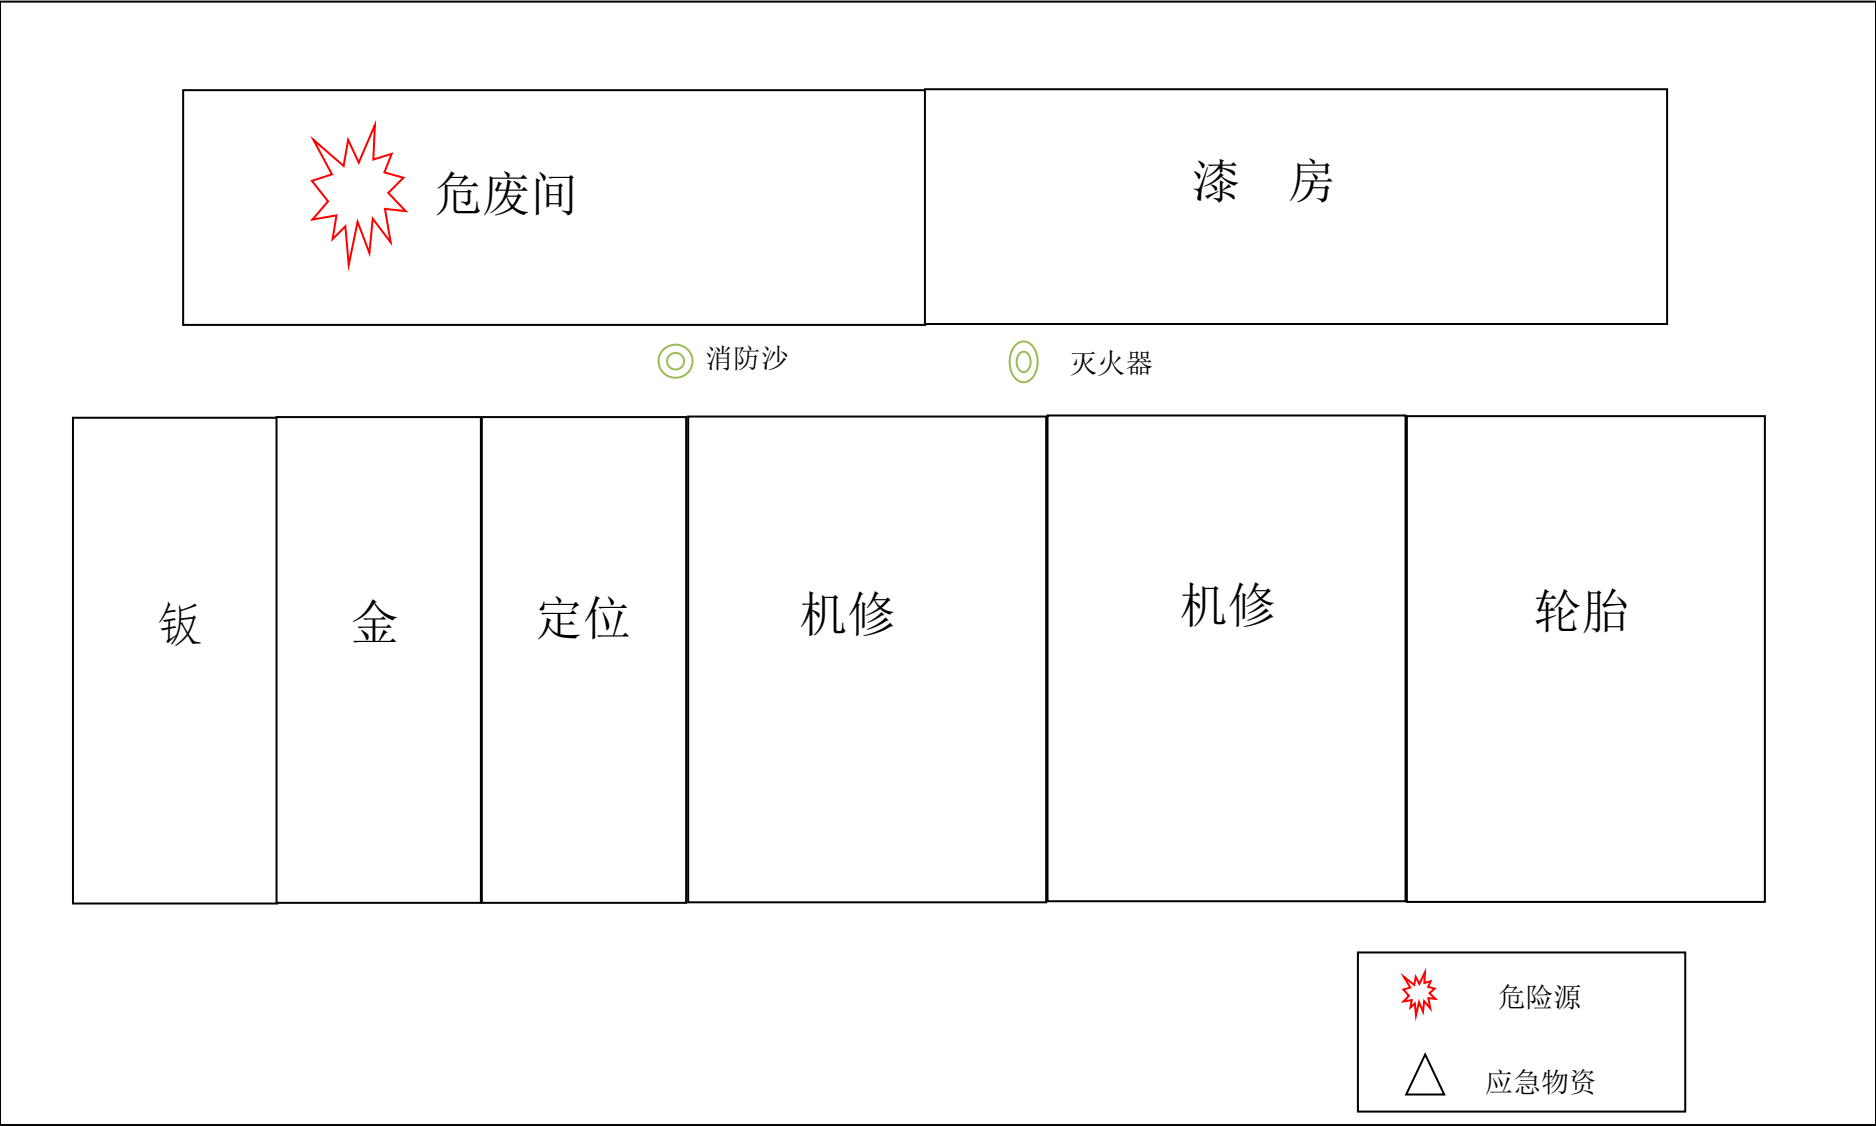 危废间
漆 房
消防沙
灭火器
钣
金
定位
机修
机修
轮胎
危险源
应急物资